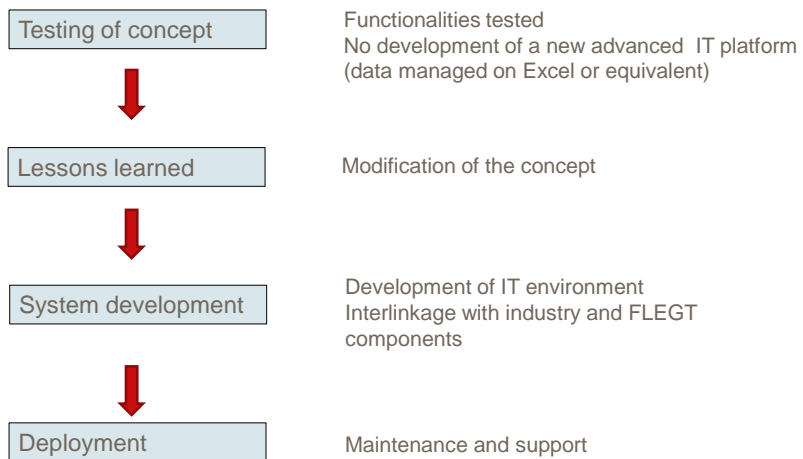 Testing of concept
Functionalities tested
No development of a new advanced IT platform
(data managed on Excel or equivalent)
Lessons learned
Modification of the concept
System development
Development of IT environment
Interlinkage with industry and FLEGT
components
Deployment
Maintenance and support